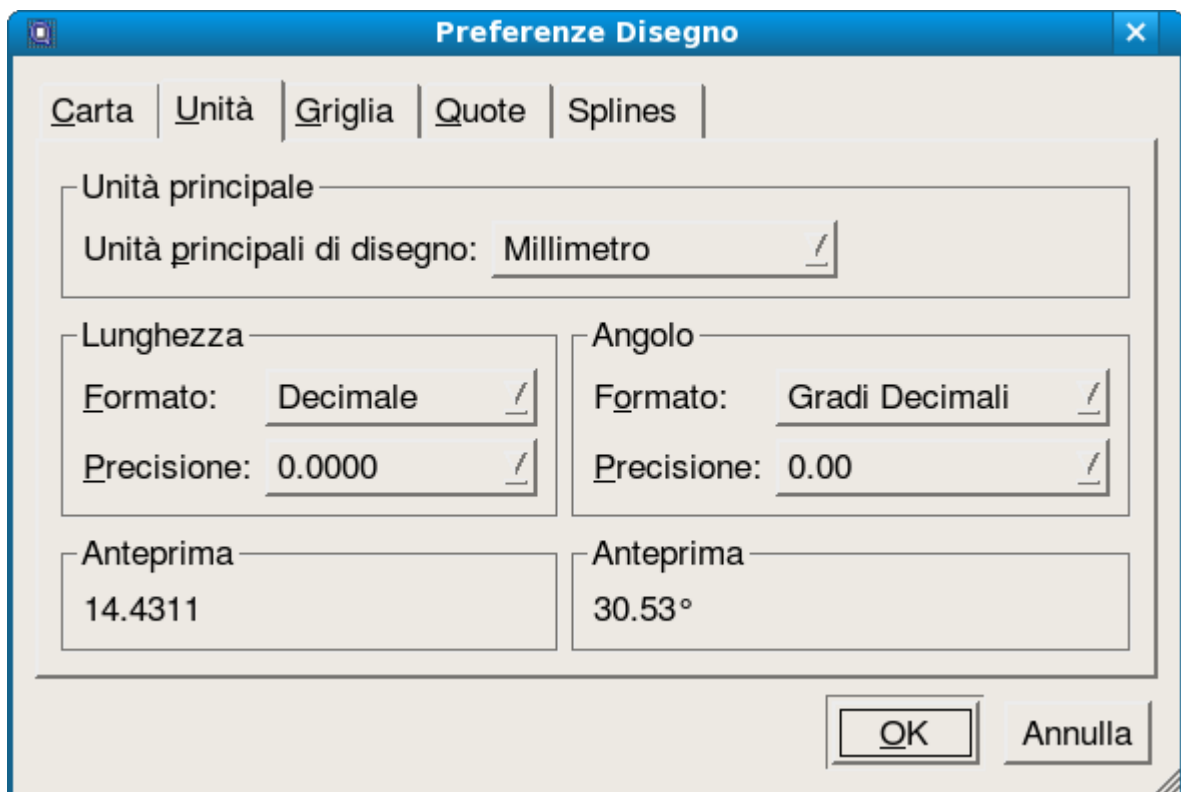 Preferenze Disegno
Carta Unità Griglia Quote Splines
Unità principale
Unità principali di disegno: Millimetro
Lunghezza
Formato: Decimale
Precisione: 0.0000
Angolo
Formato: Gradi Decimali
Precisione: 0.00
Anteprima
14.4311
Anteprima
30.53°
OK Annulla